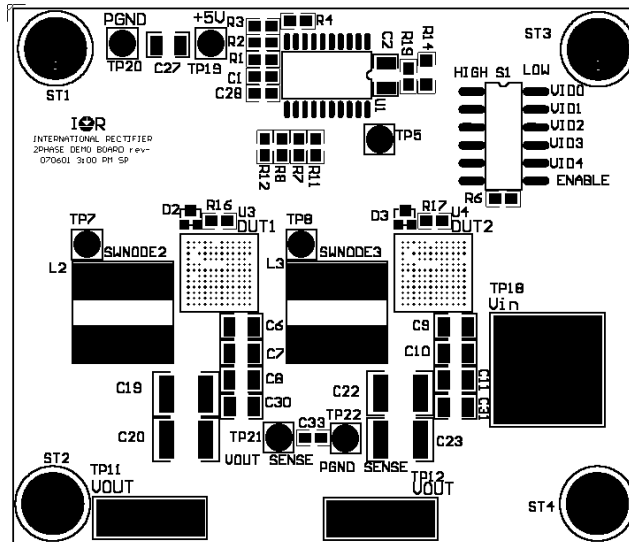 PGND
+5V
R3
R4
R2
R1
C1
C28
TP20
C27
TP19
ST1
C2
R19
R14
U1
ST3
HIGH
S1
LOW
VID0
VID1
VID2
VID3
VID4
ENABLE
R6
TP5
IOR
INTERNATIONAL RECTIFIER
2PHASE DEMO BOARD rev-
070601 3:00 PM SP
R12
R8
R7
R11
D2
R16
U3
DUT1
TP7
SWNODE2
L2
TP8
SWNODE3
L3
D3
R17
U4
DUT2
TP18
Vin
C6
C7
C8
C30
C9
C10
C11
C31
C19
C20
C22
C23
C33
TP21
TP22
VOUT SENSE
PGND SENSE
ST2
TP11
VOUT
TP12
VOUT
ST4